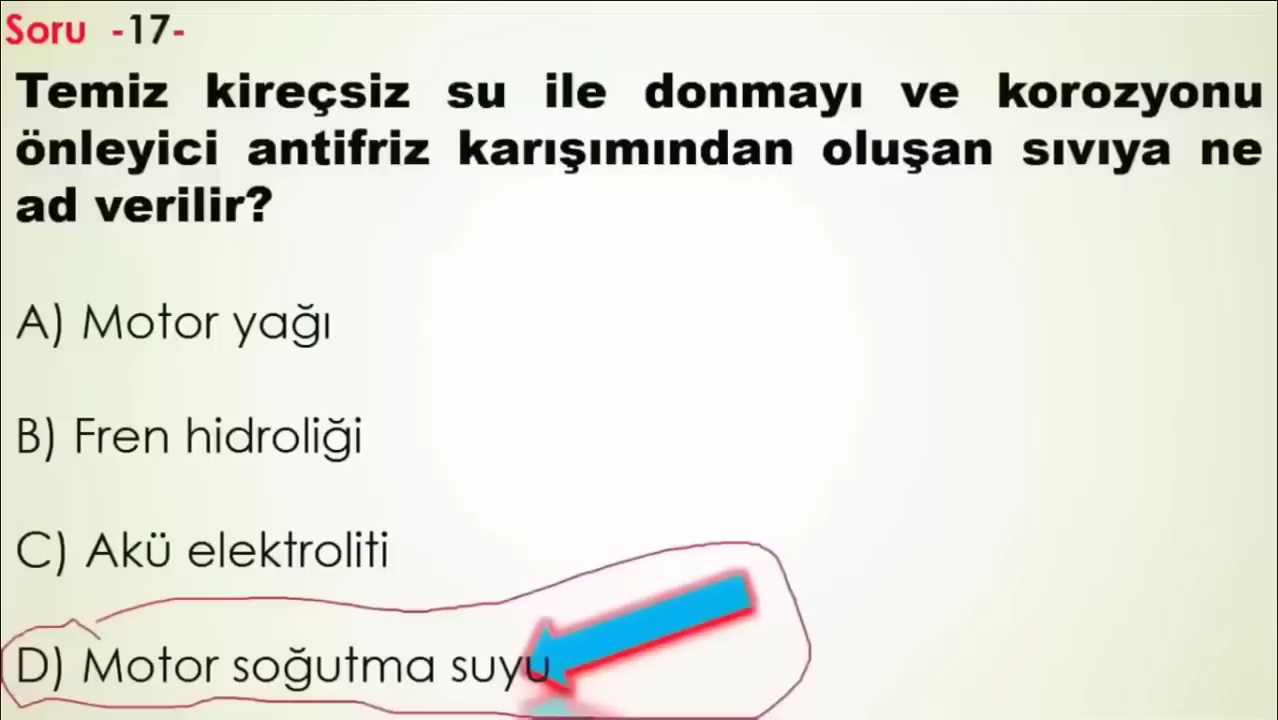 Soru -17-
Temiz kireçsiz su ile donmayı ve korozyonu
önleyici antifriz karışımından oluşan sıvıya ne
ad verilir?
A) Motor yağı
B) Fren hidroliği
C) Akü elektroliti
D) Motor soğutma suyu